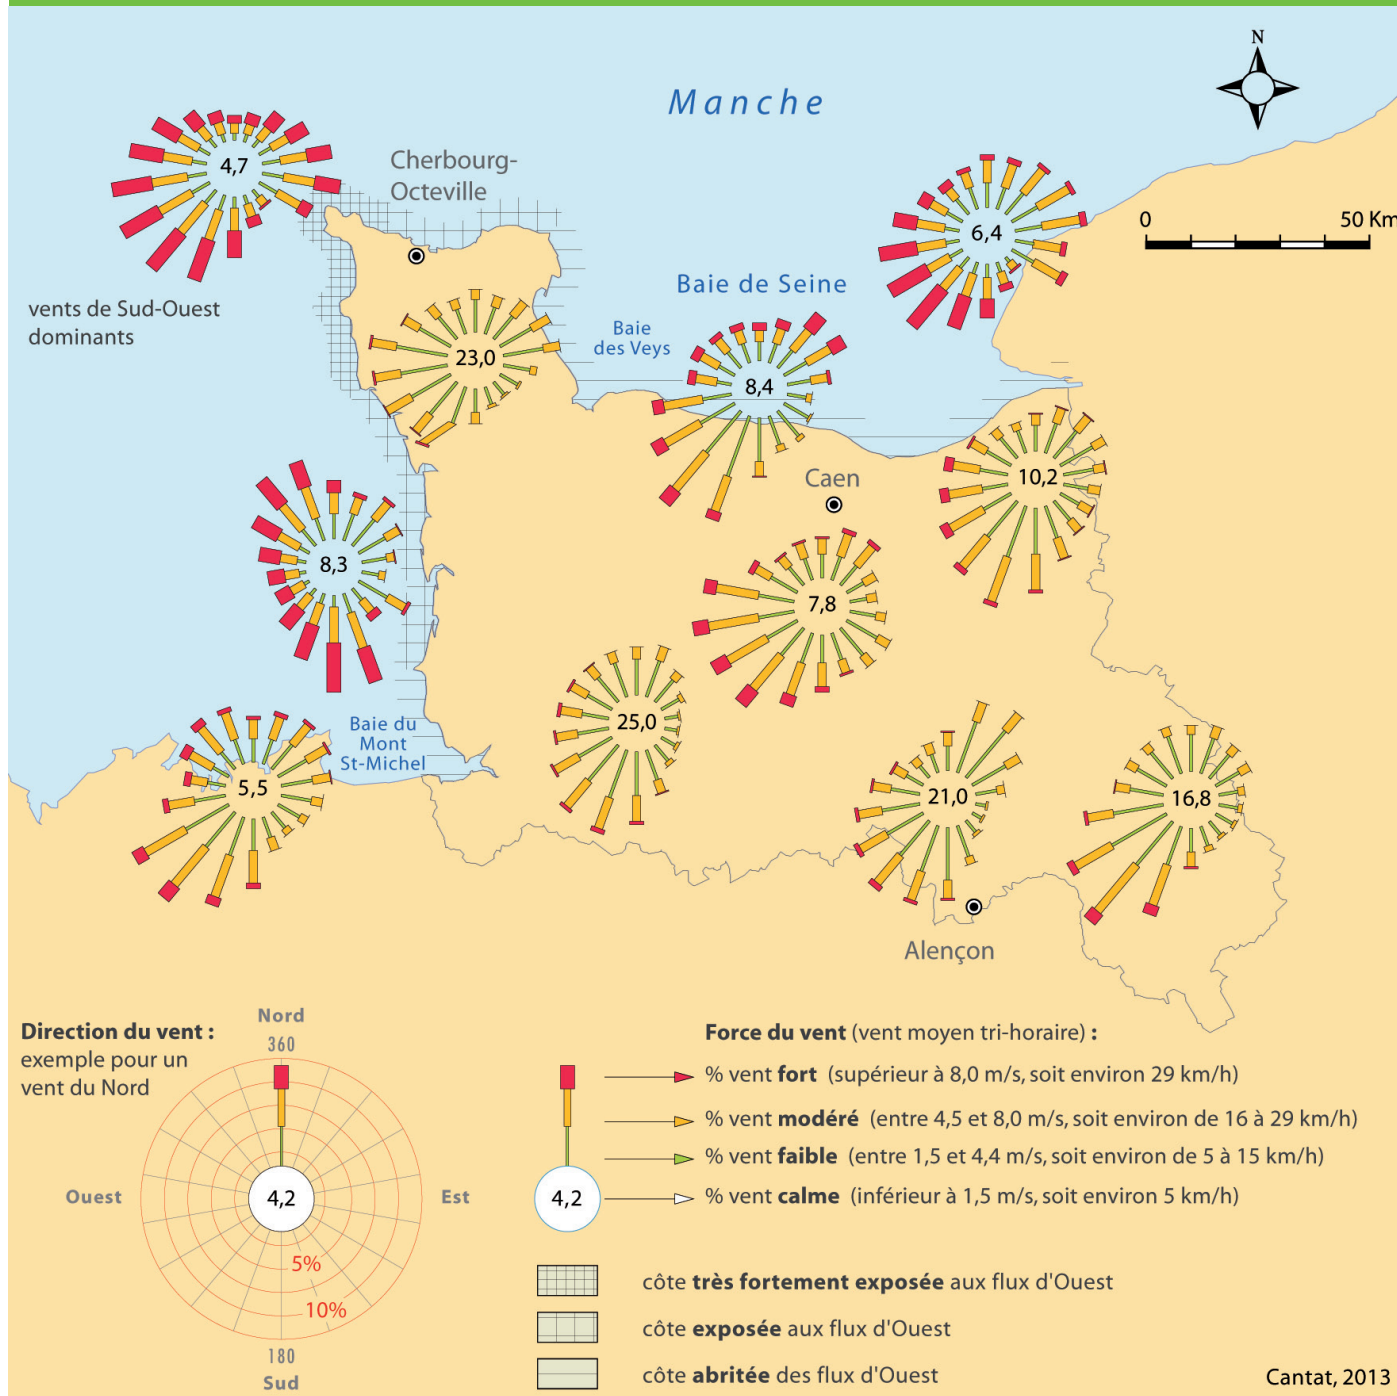 N
Manche
Cherbourg-
Octeville
4,7
0 50 Km
6,4
Baie de Seine
vents de Sud-Ouest
dominants
Baie
des Veys
23,0
8,4
Caen
10,2
8,3
7,8
25,0
Baie du
Mont
St-Michel
5,5
21,0
16,8
Alençon
Direction du vent :
exemple pour un
vent du Nord
Nord
360
Ouest
4,2
Est
5%
10%
180
Sud
Force du vent (vent moyen tri-horaire) :
% vent fort (supérieur à 8,0 m/s, soit environ 29 km/h)
% vent modéré (entre 4,5 et 8,0 m/s, soit environ de 16 à 29 km/h)
% vent faible (entre 1,5 et 4,4 m/s, soit environ de 5 à 15 km/h)
4,2
% vent calme (inférieur à 1,5 m/s, soit environ 5 km/h)
côte très fortement exposée aux flux d'Ouest
côte exposée aux flux d'Ouest
côte abritée des flux d'Ouest
Cantat, 2013